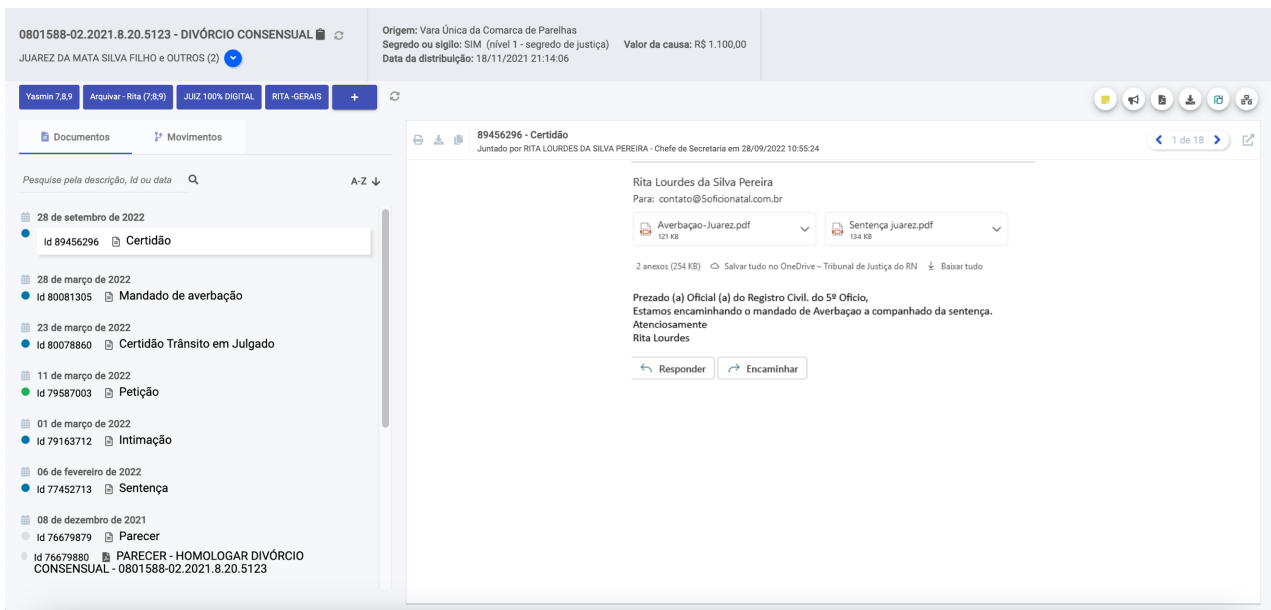 0801588-02.2021.8.20.5123 - DIVÓRCIO CONSENSUAL
JUAREZ DA MATA SILVA FILHO e OUTROS (2)
Origem: Vara Única da Comarca de Parelhas
Segredo ou sigilo: SIM (nível 1 - segredo de justiça) Valor da causa: R$ 1.100,00
Data da distribuição: 18/11/2021 21:14:06
Yasmin 7,8,9 Arquivar - Rita (7;8;9) JUIZ 100% DIGITAL RITA -GERAIS +
Documentos Movimentos
Pesquise pela descrição, Id ou data A-Z
28 de setembro de 2022
Id 89456296 Certidão
28 de março de 2022
Id 80081305 Mandado de averbação
23 de março de 2022
Id 80078860 Certidão Trânsito em Julgado
11 de março de 2022
Id 79587003 Petição
01 de março de 2022
Id 79163712 Intimação
06 de fevereiro de 2022
Id 77452713 Sentença
08 de dezembro de 2021
Id 76679879 Parecer
Id 76679880 PARECER - HOMOLOGAR DIVÓRCIO
CONSENSUAL - 0801588-02.2021.8.20.5123
89456296 - Certidão
Juntado por RITA LOURDES DA SILVA PEREIRA - Chefe de Secretaria em 28/09/2022 10:55:24
1 de 18
Rita Lourdes da Silva Pereira
Para: contato@5oficionatal.com.br
Averbaçao-Juarez.pdf
121 KB
Sentença juarez.pdf
134 KB
2 anexos (254 KB) Salvar tudo no OneDrive – Tribunal de Justiça do RN Baixar tudo
Prezado (a) Oficial (a) do Registro Civil. do 5º Oficio,
Estamos encaminhando o mandado de Averbaçao a companhado da sentença.
Atenciosamente
Rita Lourdes
Responder Encaminhar